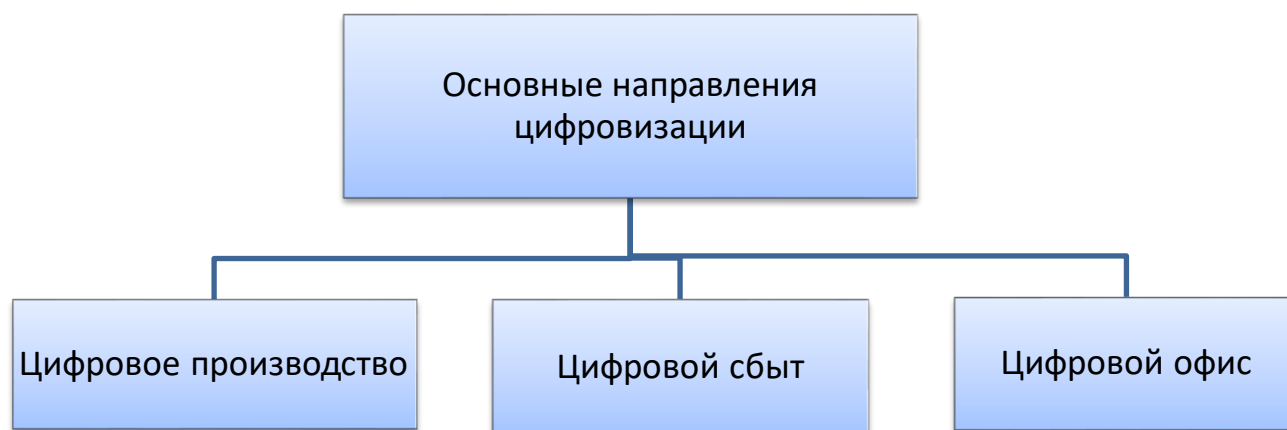 Основные направления
цифровизации
Цифровое производство
Цифровой сбыт
Цифровой офис